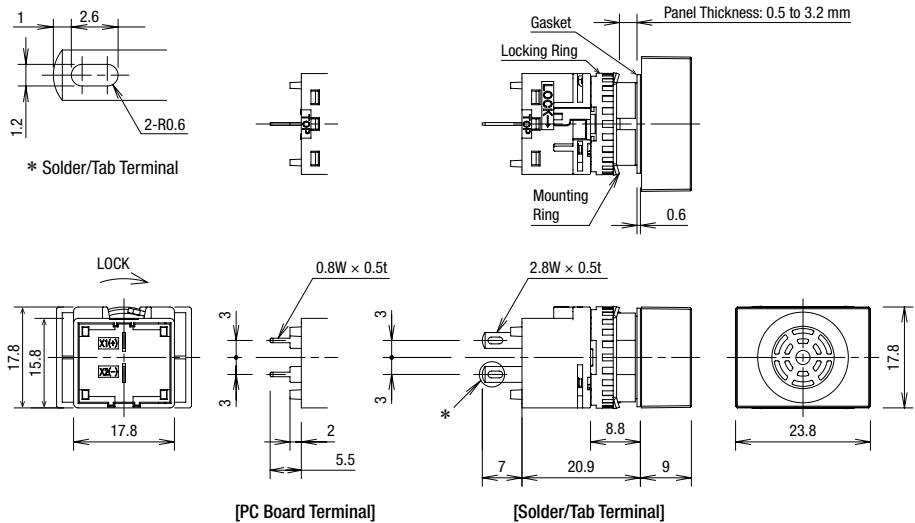 1
2.6
1.2
2-R0.6
* Solder/Tab Terminal
TOP
Panel Thickness: 0.5 to 3.2 mm
Gasket
Locking Ring
LOCK
TOP
Mounting Ring
0.6
LOCK
X1(+)
X2(-)
17.8
15.8
17.8
0.8W × 0.5t
3
3
2
5.5
[PC Board Terminal]
2.8W × 0.5t
3
3
*
8.8
7
20.9
9
[Solder/Tab Terminal]
17.8
23.8